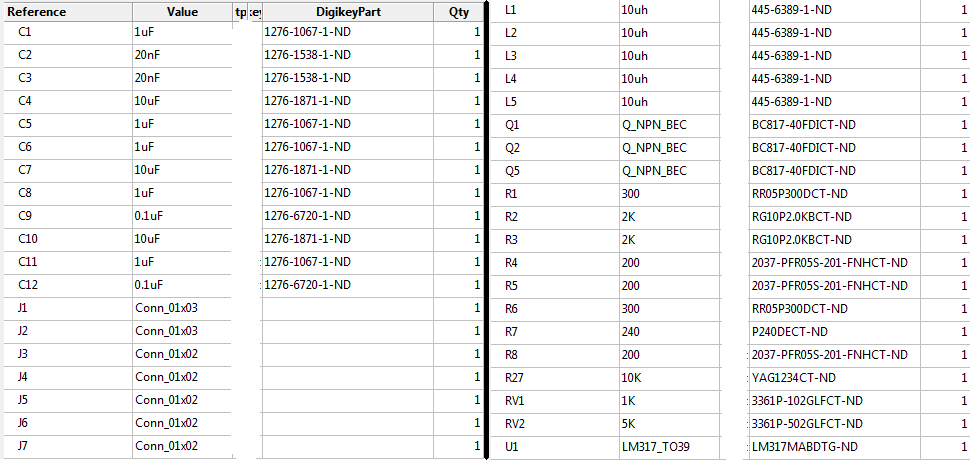 Reference Value tp :ey DigikeyPart Qty
C1 1uF 1276-1067-1-ND 1
C2 20nF 1276-1538-1-ND 1
C3 20nF 1276-1538-1-ND 1
C4 10uF 1276-1871-1-ND 1
C5 1uF 1276-1067-1-ND 1
C6 1uF 1276-1067-1-ND 1
C7 10uF 1276-1871-1-ND 1
C8 1uF 1276-1067-1-ND 1
C9 0.1uF 1276-6720-1-ND 1
C10 10uF 1276-1871-1-ND 1
C11 1uF 1276-1067-1-ND 1
C12 0.1uF 1276-6720-1-ND 1
J1 Conn_01x03 1
J2 Conn_01x03 1
J3 Conn_01x02 1
J4 Conn_01x02 1
J5 Conn_01x02 1
J6 Conn_01x02 1
J7 Conn_01x02 1
L1 10uh 445-6389-1-ND 1
L2 10uh 445-6389-1-ND 1
L3 10uh 445-6389-1-ND 1
L4 10uh 445-6389-1-ND 1
L5 10uh 445-6389-1-ND 1
Q1 Q_NPN_BEC BC817-40FDICT-ND 1
Q2 Q_NPN_BEC BC817-40FDICT-ND 1
Q5 Q_NPN_BEC BC817-40FDICT-ND 1
R1 300 RR05P300DCT-ND 1
R2 2K RG10P2.0KBCT-ND 1
R3 2K RG10P2.0KBCT-ND 1
R4 200 2037-PFR05S-201-FNHCT-ND 1
R5 200 2037-PFR05S-201-FNHCT-ND 1
R6 300 RR05P300DCT-ND 1
R7 240 P240DECT-ND 1
R8 200 2037-PFR05S-201-FNHCT-ND 1
R27 10K YAG1234CT-ND 1
RV1 1K 3361P-102GLFCT-ND 1
RV2 5K 3361P-502GLFCT-ND 1
U1 LM317_TO39 LM317MABDTG-ND 1